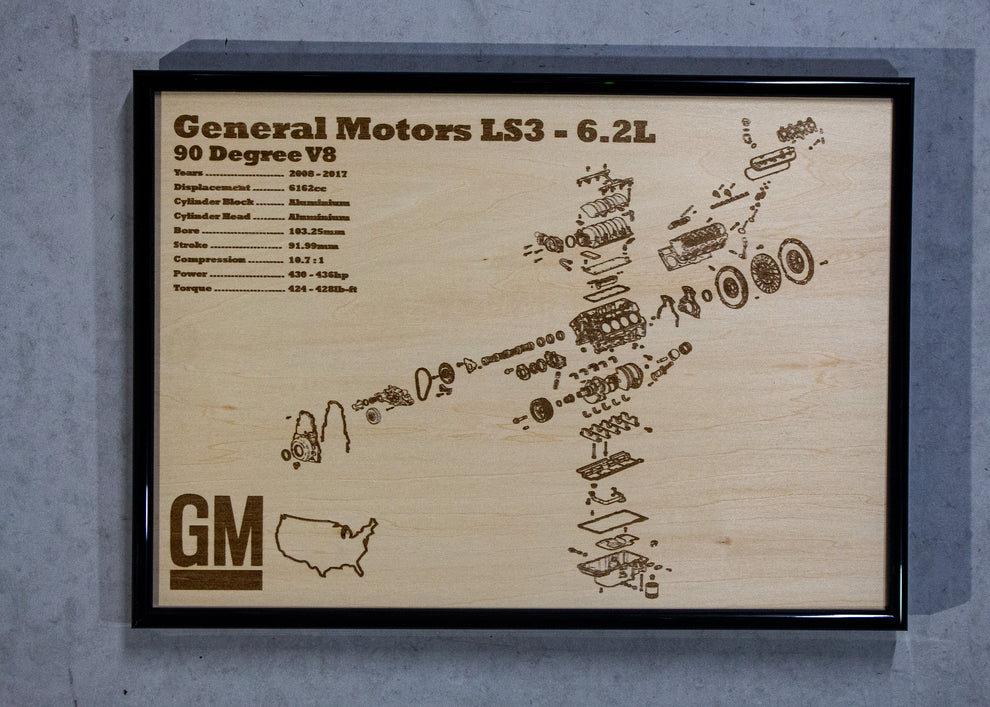 General Motors LS3 - 6.2L
90 Degree V8
Years ........................ 2008 - 2017
Displacement .......... 6162cc
Cylinder Block ........ Aluminium
Cylinder Head ......... Aluminium
Bore ......................... 103.25mm
Stroke ...................... 91.99mm
Compression ........... 10.7 : 1
Power ....................... 430 - 436hp
Torque ..................... 424 - 428lb-ft
GM